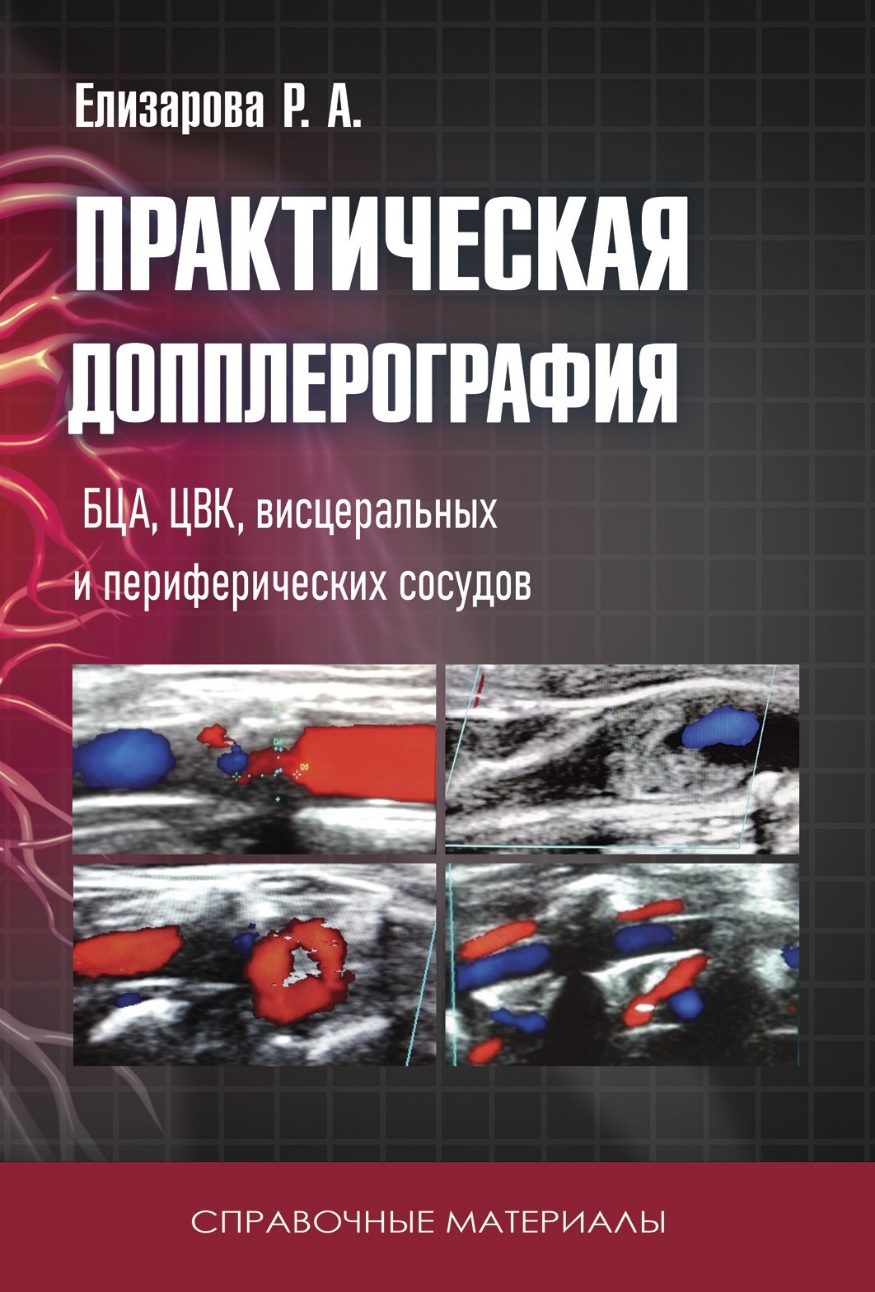 Елизарова Р. А.
ПРАКТИЧЕСКАЯ
ДОППЛЕРОГРАФИЯ
БЦА, ЦВК, висцеральных
и периферических сосудов
СПРАВОЧНЫЕ МАТЕРИАЛЫ